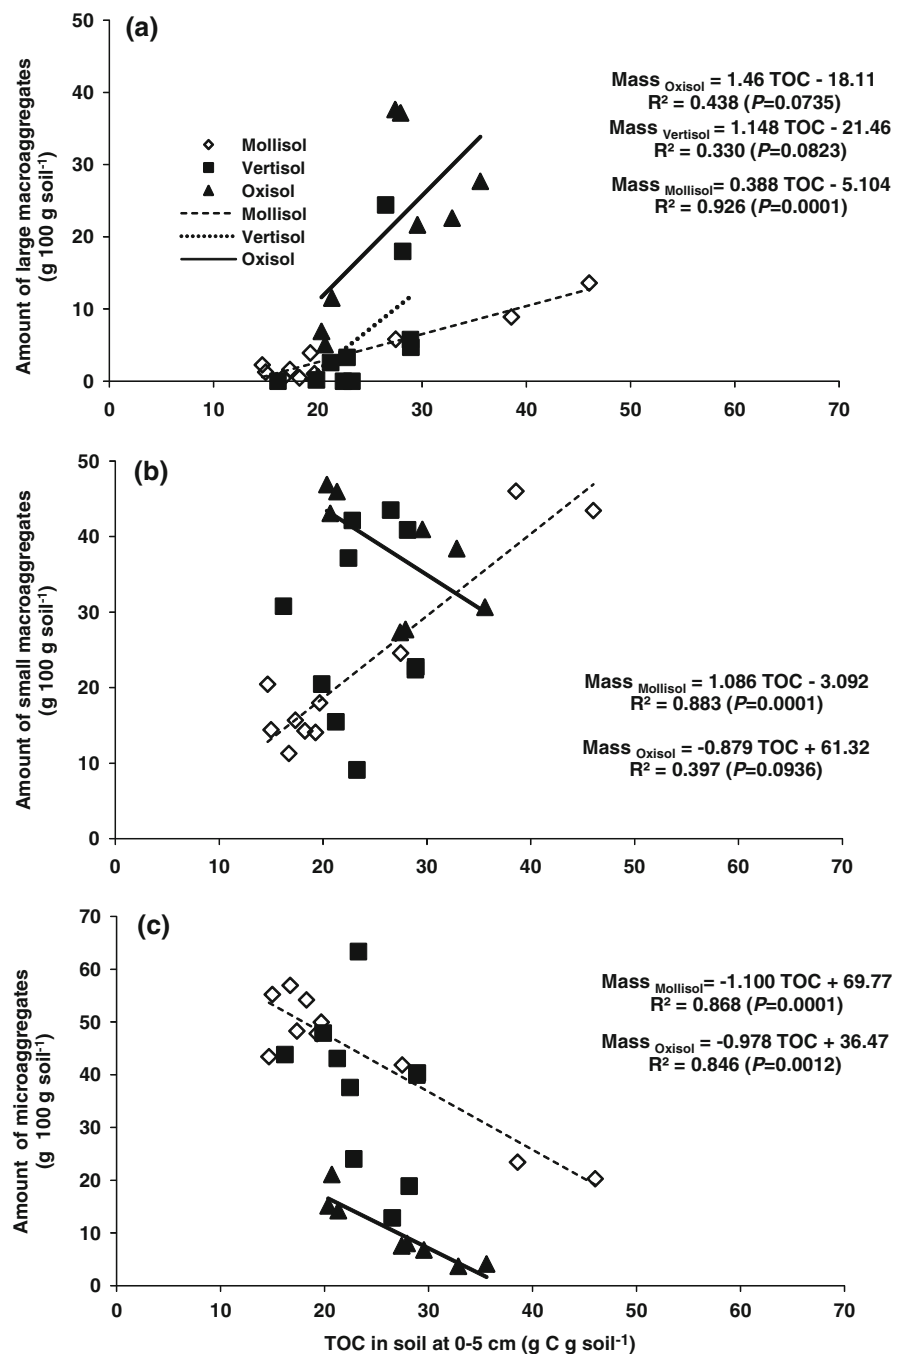 (a)
Amount of large macroaggregates
(g 100 g soil⁻¹)
50
40
30
20
10
0
Mollisol
Vertisol
Oxisol
Mollisol
Vertisol
Oxisol
Mass Oxisol = 1.46 TOC - 18.11
R² = 0.438 (P=0.0735)
Mass Vertisol = 1.148 TOC - 21.46
R² = 0.330 (P=0.0823)
Mass Mollisol= 0.388 TOC - 5.104
R² = 0.926 (P=0.0001)
0 10 20 30 40 50 60 70
(b)
Amount of small macroaggregates
(g 100 g soil⁻¹)
50
40
30
20
10
0
Mass Mollisol = 1.086 TOC - 3.092
R² = 0.883 (P=0.0001)
Mass Oxisol = -0.879 TOC + 61.32
R² = 0.397 (P=0.0936)
0 10 20 30 40 50 60 70
(c)
Amount of microaggregates
(g 100 g soil⁻¹)
70
60
50
40
30
20
10
0
Mass Mollisol= -1.100 TOC + 69.77
R² = 0.868 (P=0.0001)
Mass Oxisol = -0.978 TOC + 36.47
R² = 0.846 (P=0.0012)
0 10 20 30 40 50 60 70
TOC in soil at 0-5 cm (g C g soil⁻¹)